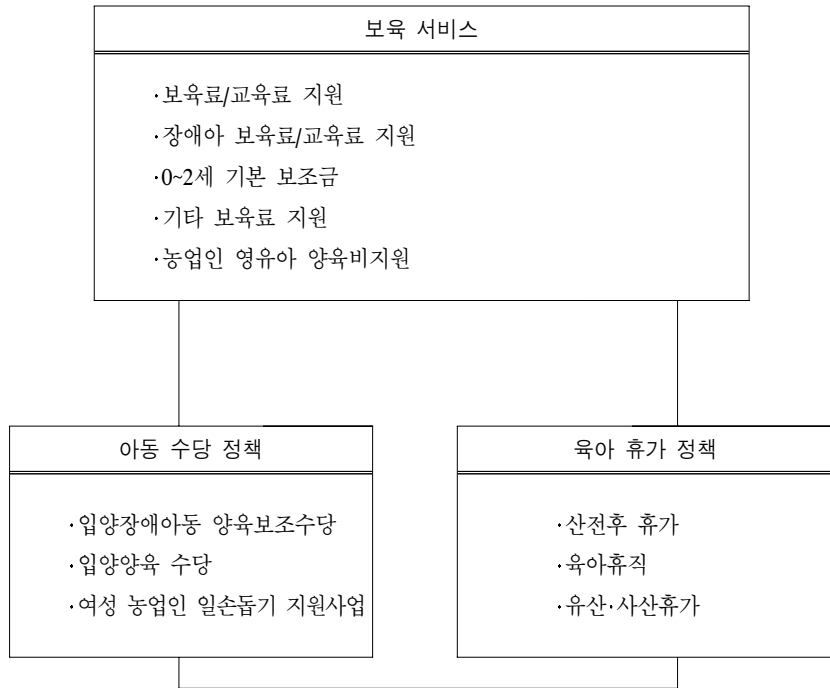 보육 서비스
·보육료/교육료 지원
·장애아 보육료/교육료 지원
·0~2세 기본 보조금
·기타 보육료 지원
·농업인 영유아 양육비지원
아동 수당 정책
·입양장애아동 양육보조수당
·입양양육 수당
·여성 농업인 일손돕기 지원사업
육아 휴가 정책
·산전후 휴가
·육아휴직
·유산·사산휴가